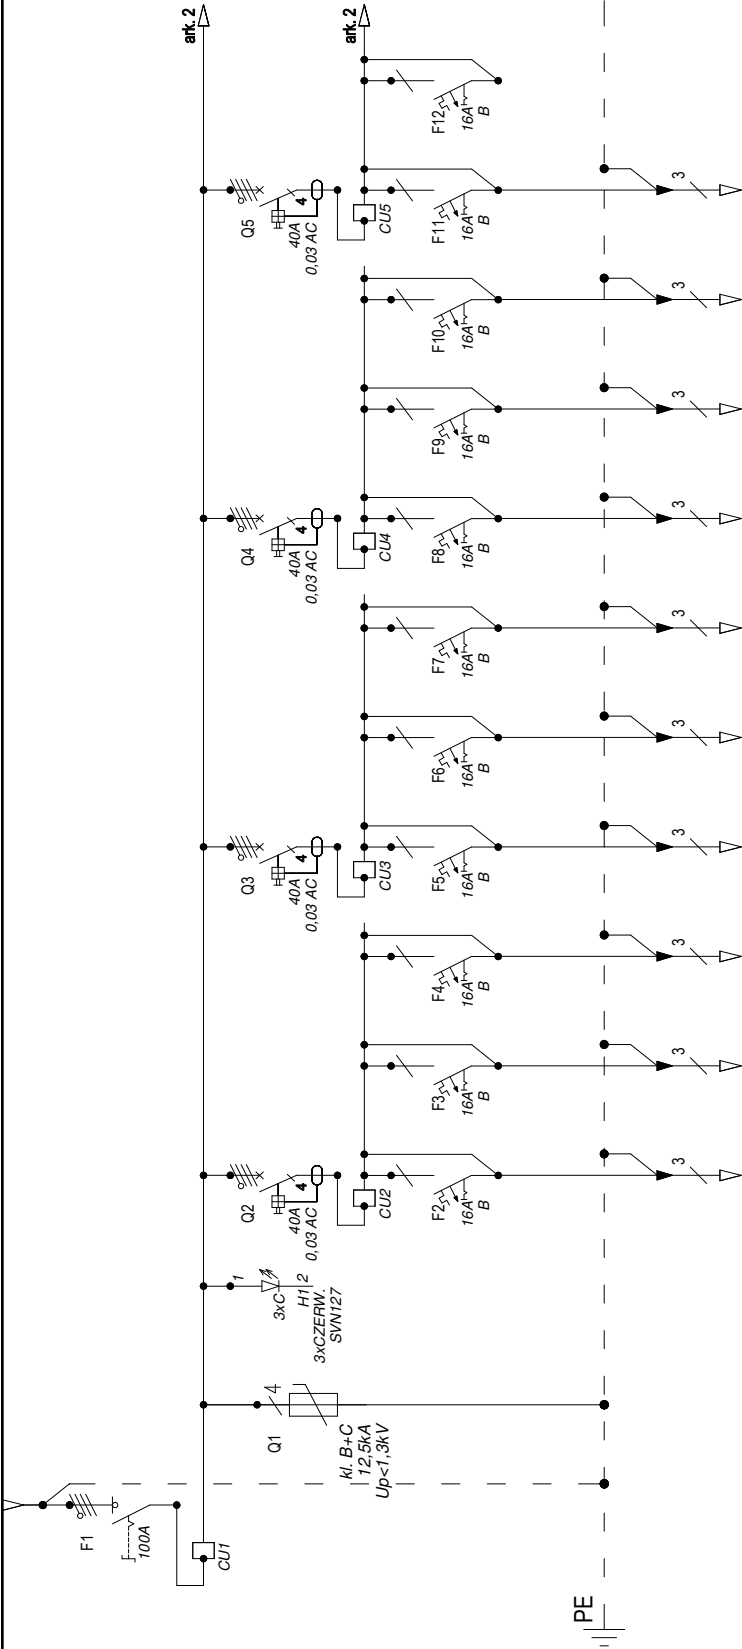 ark. 2
ark. 2
F12
16A
B
Q5
40A
0,03 AC
4
CU5
F11
16A
B
3
F10
16A
B
3
F9
16A
B
3
Q4
40A
0,03 AC
4
CU4
F8
16A
B
3
F7
16A
B
3
F6
16A
B
3
Q3
40A
0,03 AC
4
CU3
F5
16A
B
3
F4
16A
B
3
F3
16A
B
3
Q2
40A
0,03 AC
4
CU2
F2
16A
B
3
1
3xC
H1 2
3xCZERW.
SVN127
4
Q1
kl. B+C
12,5kA
Up<1,3kV
F1
100A
CU1
PE